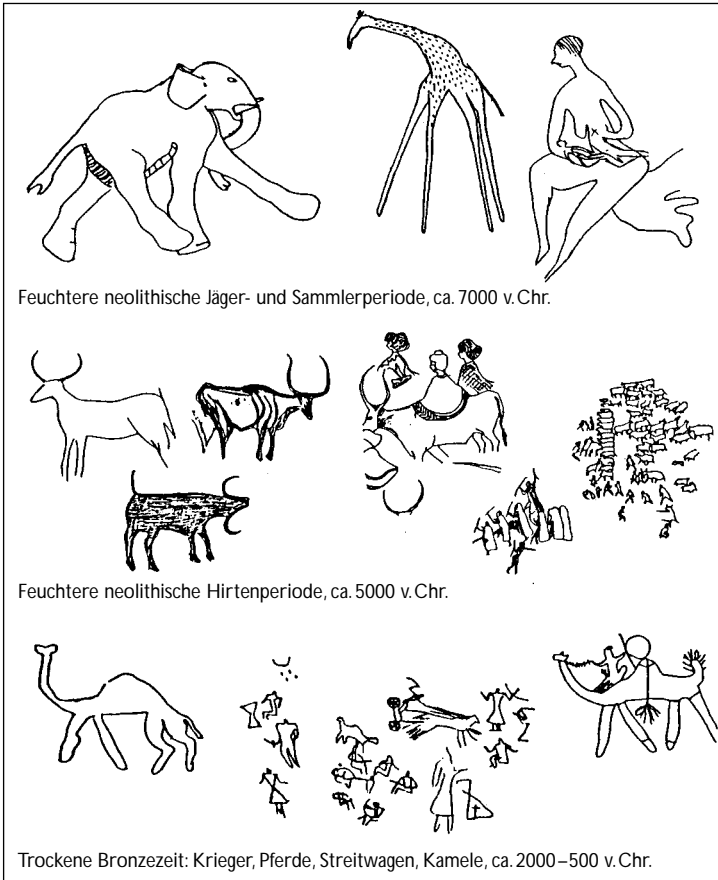 Feuchtere neolithische Jäger- und Sammlerperiode, ca. 7000 v. Chr.
Feuchtere neolithische Hirtenperiode, ca. 5000 v. Chr.
Trockene Bronzezeit: Krieger, Pferde, Streitwagen, Kamele, ca. 2000–500 v. Chr.